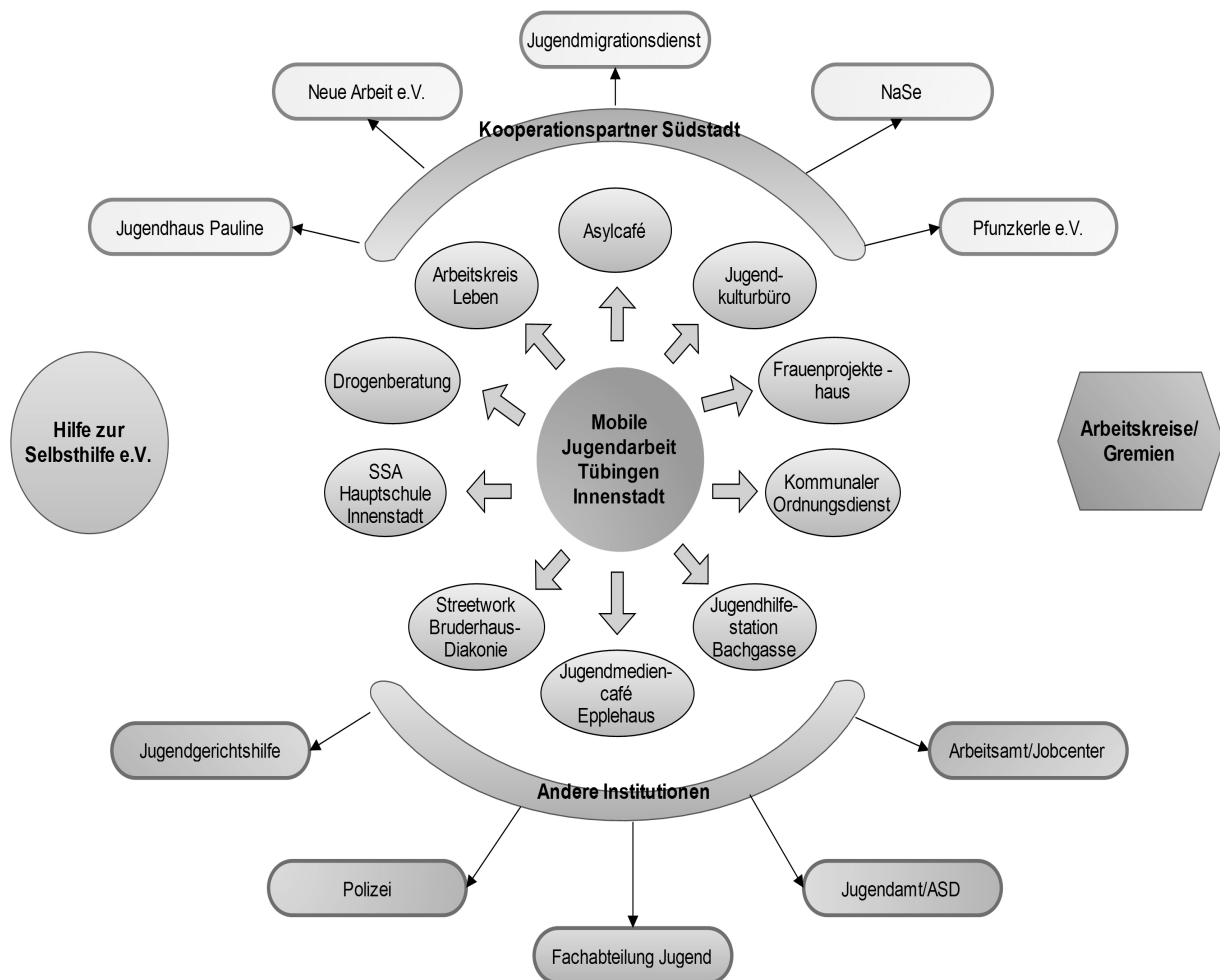 Jugendmigrationsdienst
Neue Arbeit e.V.
NaSe
Kooperationspartner Südstadt
Jugendhaus Pauline
Pfunzkerle e.V.
Asylcafé
Arbeitskreis
Leben
Jugend-
kulturbüro
Drogenberatung
Frauenprojekte -
haus
Hilfe zur
Selbsthilfe e.V.
Mobile
Jugendarbeit
Tübingen
Innenstadt
Arbeitskreise/
Gremien
SSA
Hauptschule
Innenstadt
Kommunaler
Ordnungsdienst
Streetwork
Bruderhaus-
Diakonie
Jugendhilfe-
station
Bachgasse
Jugendmedien-
café
Epplehaus
Jugendgerichtshilfe
Arbeitsamt/Jobcenter
Andere Institutionen
Polizei
Jugendamt/ASD
Fachabteilung Jugend